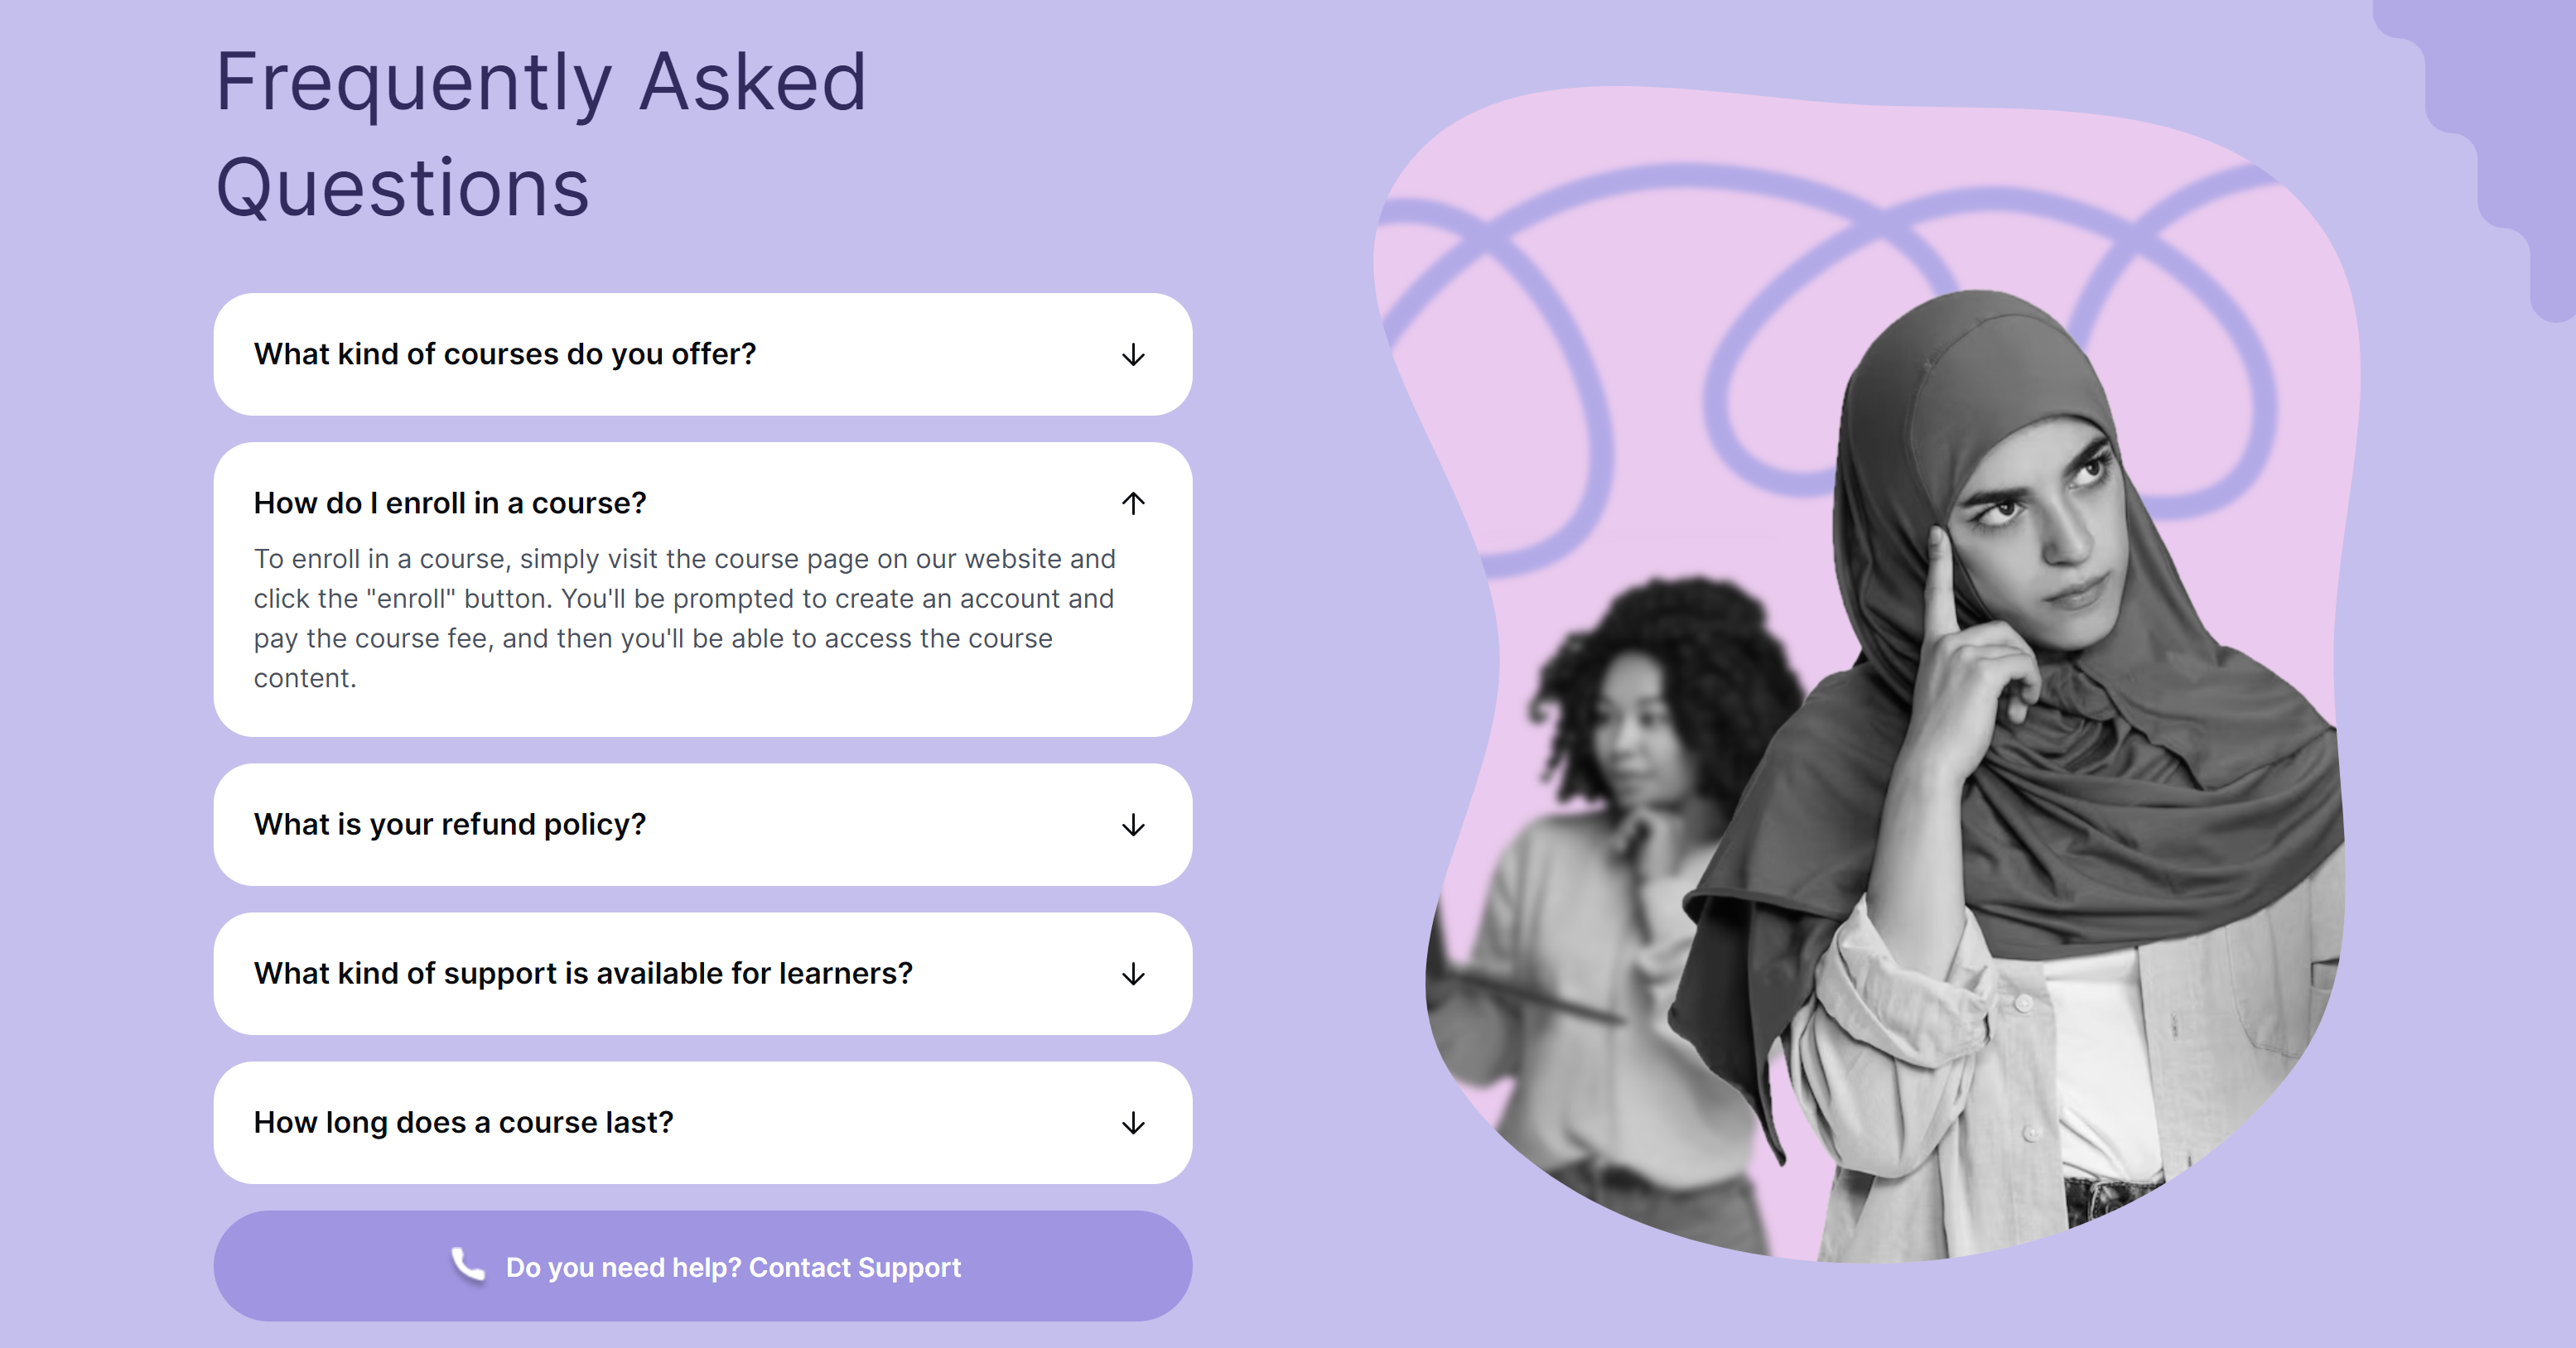 Frequently Asked
Questions
What kind of courses do you offer?
How do I enroll in a course?
To enroll in a course, simply visit the course page on our website and
click the "enroll" button. You'll be prompted to create an account and
pay the course fee, and then you'll be able to access the course
content.
What is your refund policy?
What kind of support is available for learners?
How long does a course last?
Do you need help? Contact Support